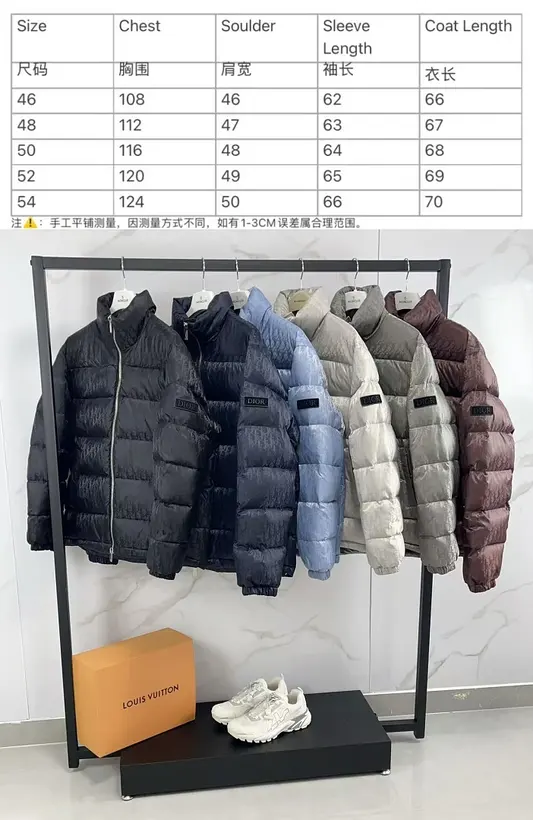 Size Chest Soulder Sleeve Length Coat Length
尺码 胸围 肩宽 袖长 衣长
46 108 46 62 66
48 112 47 63 67
50 116 48 64 68
52 120 49 65 69
54 124 50 66 70
注⚠️：手工平铺测量，因测量方式不同，如有1-3CM误差属合理范围。
DIOR
DIOR
DIOR
DIOR
LOUIS VUITTON